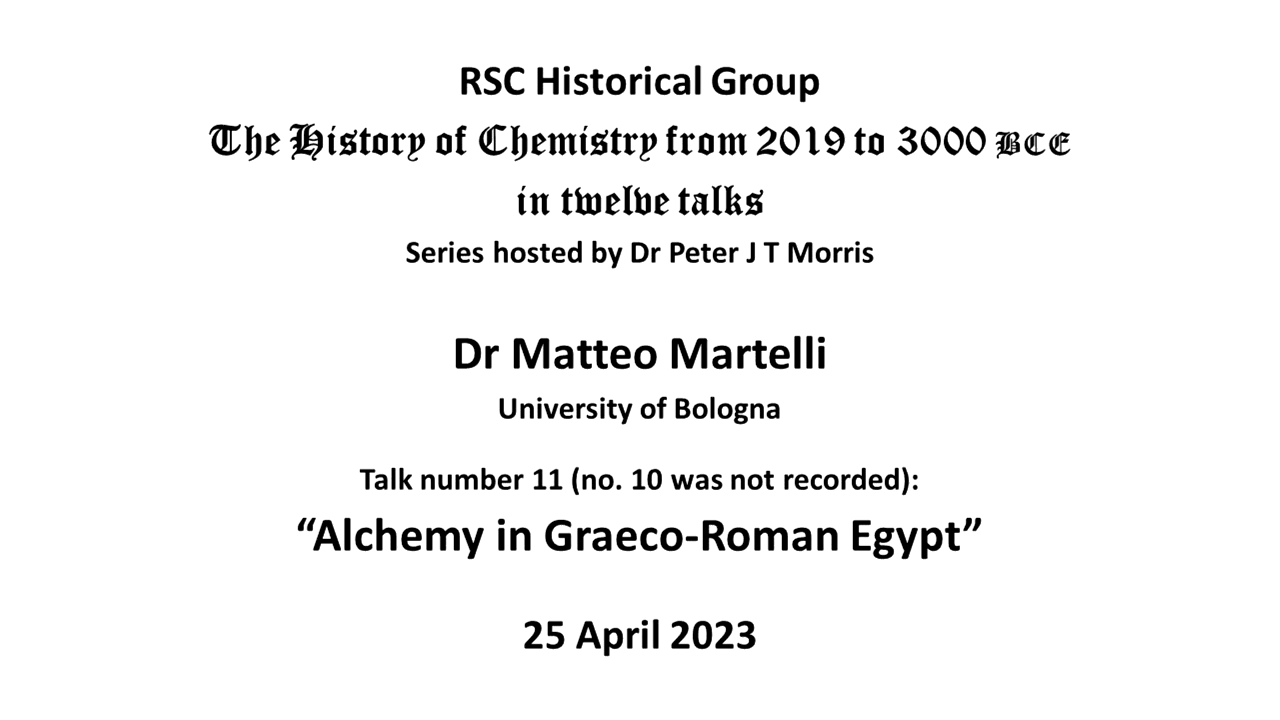 RSC Historical Group
The History of Chemistry from 2019 to 3000 BCE
in twelve talks
Series hosted by Dr Peter J T Morris
Dr Matteo Martelli
University of Bologna
Talk number 11 (no. 10 was not recorded):
“Alchemy in Graeco-Roman Egypt”
25 April 2023